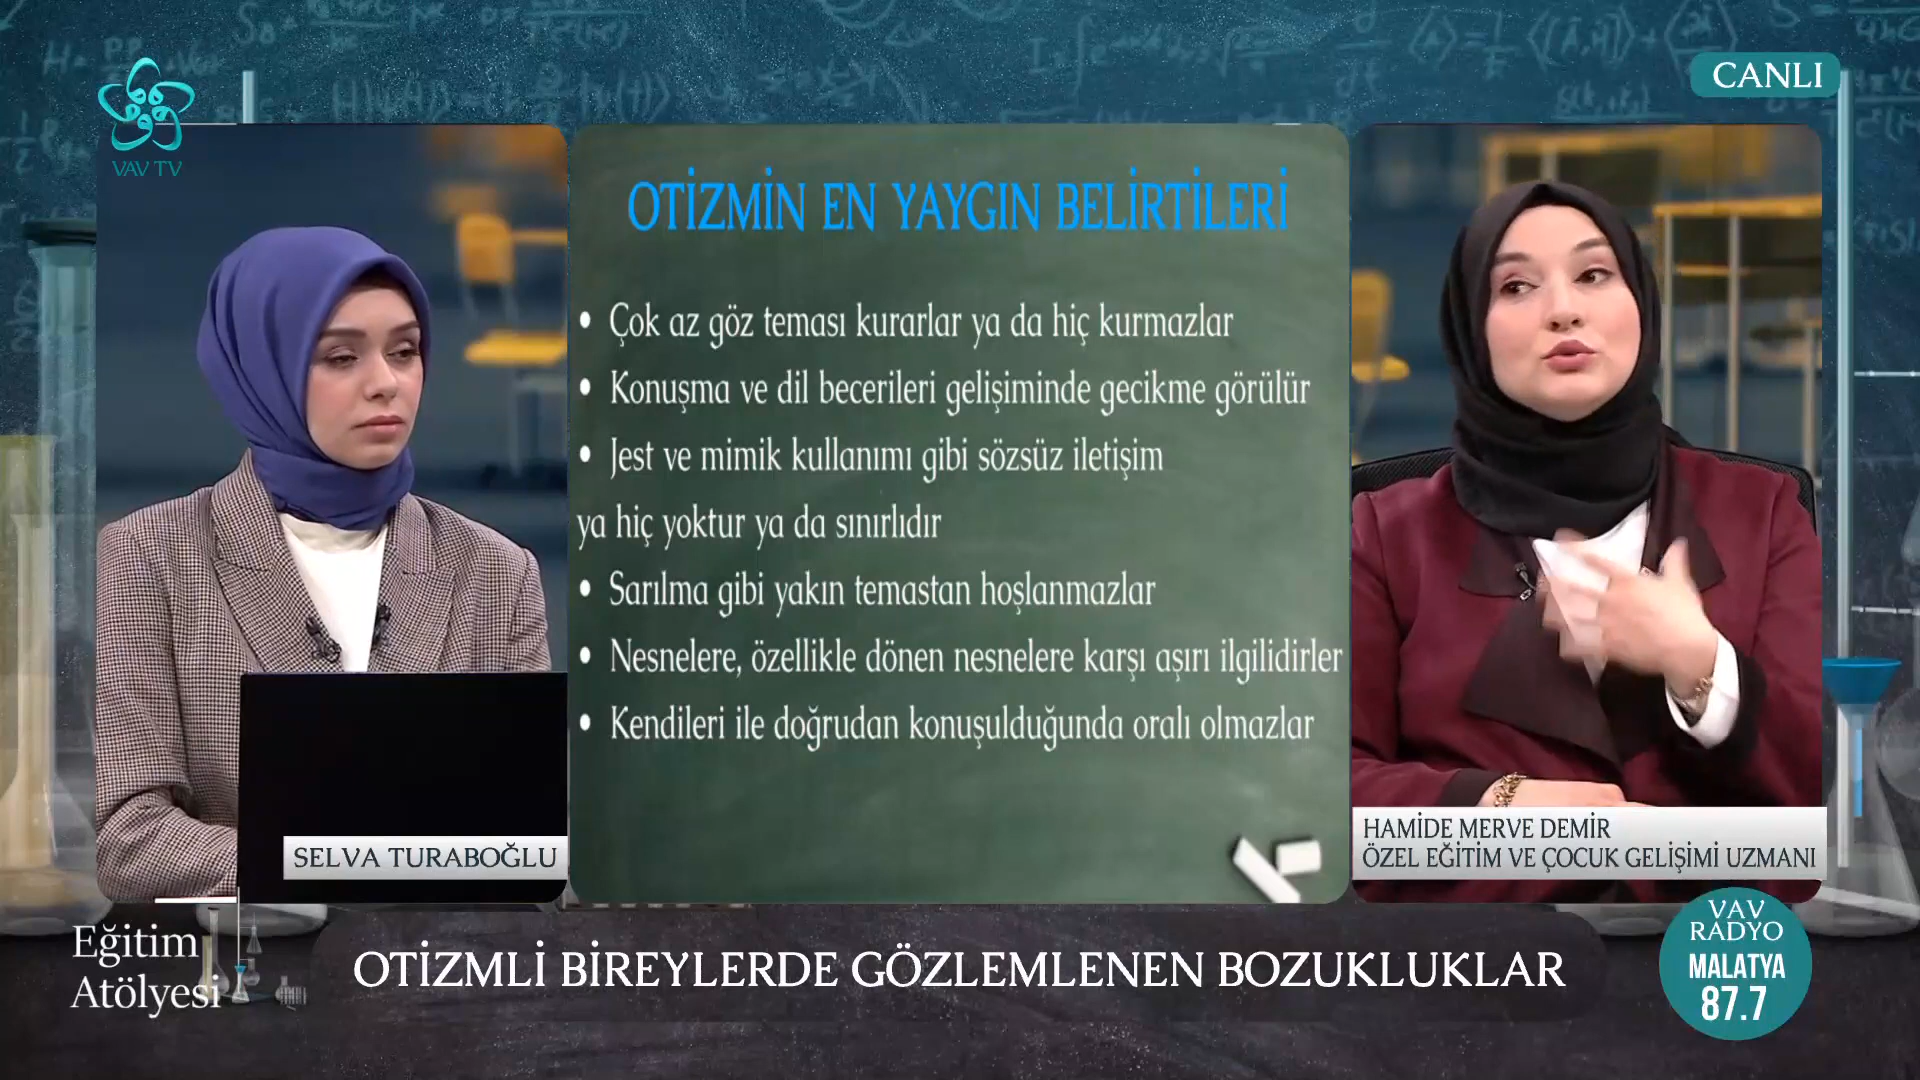 VAV TV
CANLI
OTİZMİN EN YAYGIN BELİRTİLERİ
• Çok az göz teması kurarlar ya da hiç kurmazlar
• Konuşma ve dil becerileri gelişiminde gecikme görülür
• Jest ve mimik kullanımı gibi sözsüz iletişim
ya hiç yoktur ya da sınırlıdır
• Sarılma gibi yakın temastan hoşlanmazlar
• Nesnelere, özellikle dönen nesnelere karşı aşırı ilgilidirler
• Kendileri ile doğrudan konuşulduğunda oralı olmazlar
SELVA TURABOĞLU
HAMİDE MERVE DEMİR
ÖZEL EĞİTİM VE ÇOCUK GELİŞİMİ UZMANI
Eğitim
Atölyesi
OTİZMLİ BİREYLERDE GÖZLEMLENEN BOZUKLUKLAR
VAV
RADYO
MALATYA
87.7